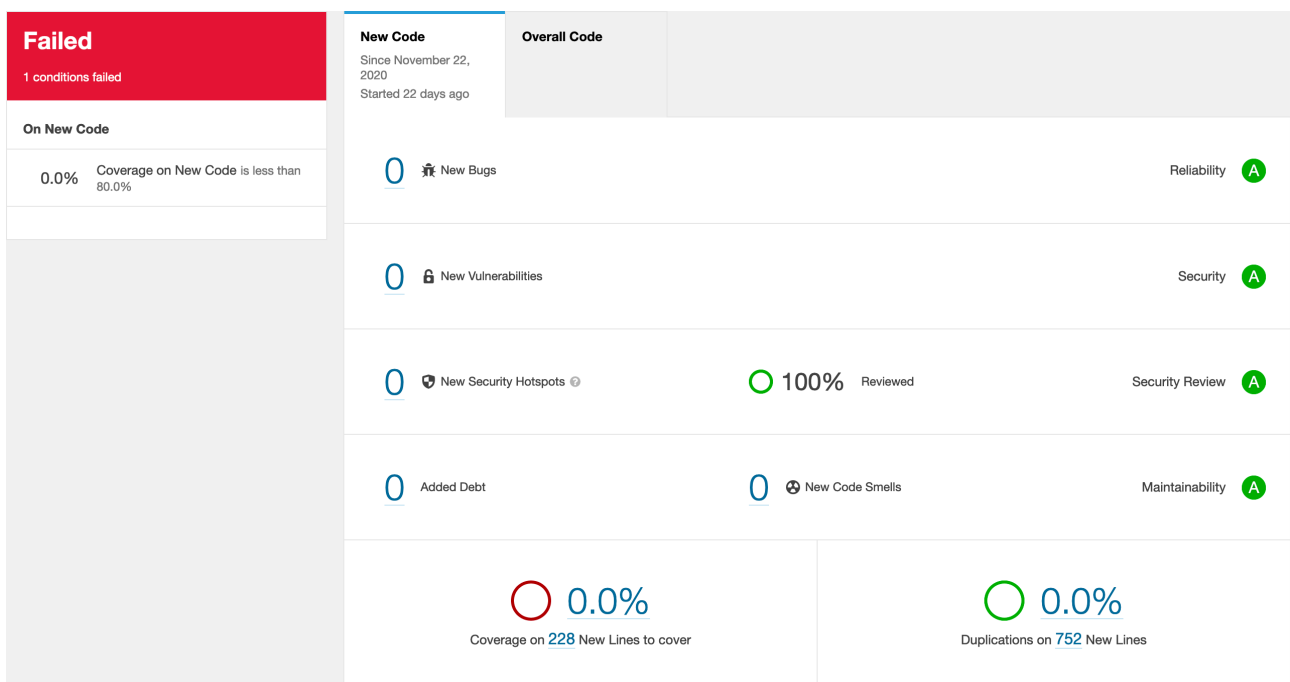 Failed
1 conditions failed
On New Code
0.0%
Coverage on New Code is less than
80.0%
New Code
Since November 22,
2020
Started 22 days ago
Overall Code
0 New Bugs
Reliability A
0 New Vulnerabilities
Security A
0 New Security Hotspots ?
100% Reviewed
Security Review A
0 Added Debt
0 New Code Smells
Maintainability A
0.0%
Coverage on 228 New Lines to cover
0.0%
Duplications on 752 New Lines